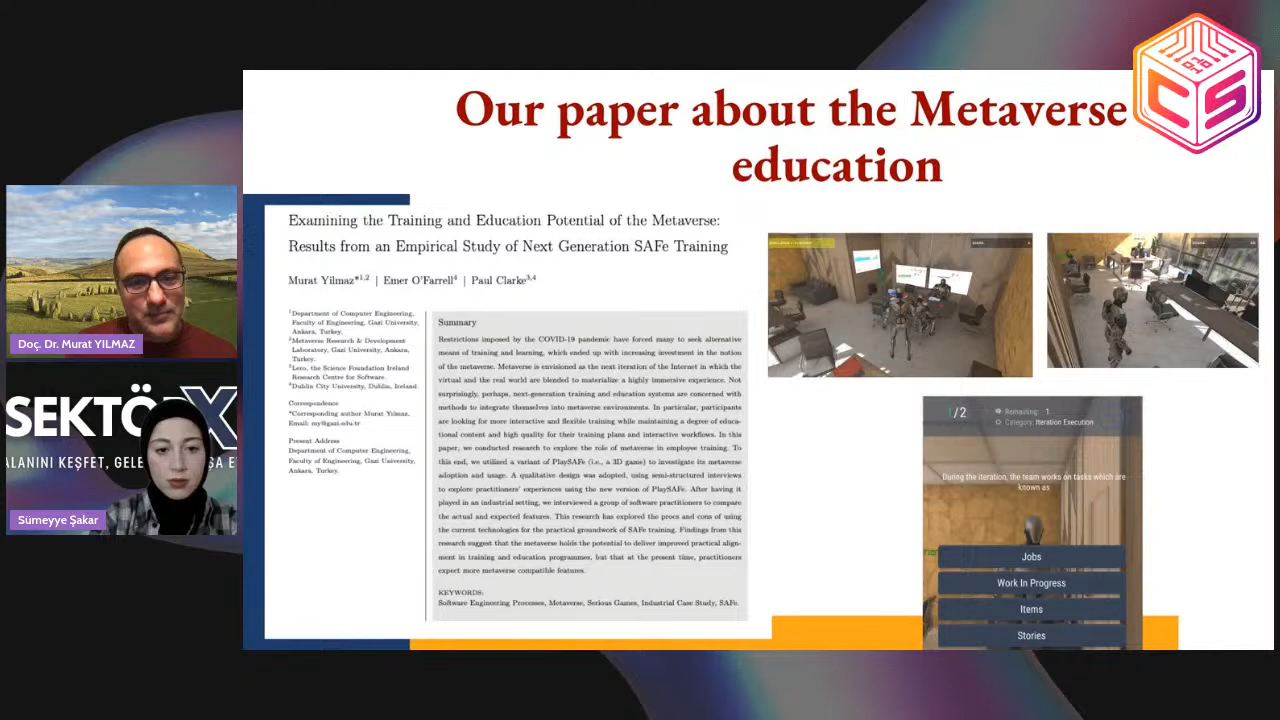 Our paper about the Metaverse
education
CS
Examining the Training and Education Potential of the Metaverse:
Results from an Empirical Study of Next Generation SAFe Training
Murat Yilmaz*1,2 | Emer O'Farrell4 | Paul Clarke3,4
1Department of Computer Engineering,
Faculty of Engineering, Gazi University,
Ankara, Turkey.
2Metaverse Research & Development
Laboratory, Gazi University, Ankara,
Turkey.
3Lero, the Science Foundation Ireland
Research Centre for Software.
4Dublin City University, Dublin, Ireland.
Correspondence
*Corresponding author Murat Yilmaz.
Email: my@gazi.edu.tr
Present Address
Department of Computer Engineering,
Faculty of Engineering, Gazi University,
Ankara, Turkey.
Summary
Restrictions imposed by the COVID-19 pandemic have forced many to seek alternative
means of training and learning, which ended up with increasing investment in the notion
of the metaverse. Metaverse is envisioned as the next iteration of the Internet in which the
virtual and the real world are blended to materialize a highly immersive experience. Not
surprisingly, perhaps, next-generation training and education systems are concerned with
methods to integrate themselves into metaverse environments. In particular, participants
are looking for more interactive and flexible training while maintaining a degree of educa-
tional content and high quality for their training plans and interactive workflows. In this
paper, we conducted research to explore the role of metaverse in employee training. To
this end, we utilized a variant of PlaySAFe (i.e., a 3D game) to investigate its metaverse
adoption and usage. A qualitative design was adopted, using semi-structured interviews
to explore practitioners' experiences using the new version of PlaySAFe. After having it
played in an industrial setting, we interviewed a group of software practitioners to compare
the actual and expected features. This research has explored the procs and cons of using
the current technologies for the practical groundwork of SAFe training. Findings from this
research suggest that the metaverse holds the potential to deliver improved practical align-
ment in training and education programmes, but that at the present time, practitioners
expect more metaverse compatible features.
KEYWORDS:
Software Engineering Processes, Metaverse, Serious Games, Industrial Case Study, SAFe.
1/2
Remaining: 1
Category: Iteration Execution
During the iteration, the team works on tasks which are
known as
Jobs
Work In Progress
Items
Stories
Doç. Dr. Murat YILMAZ
SEKTÖR X
ALANINI KEŞFET, GELE
Sümeyye Şakar